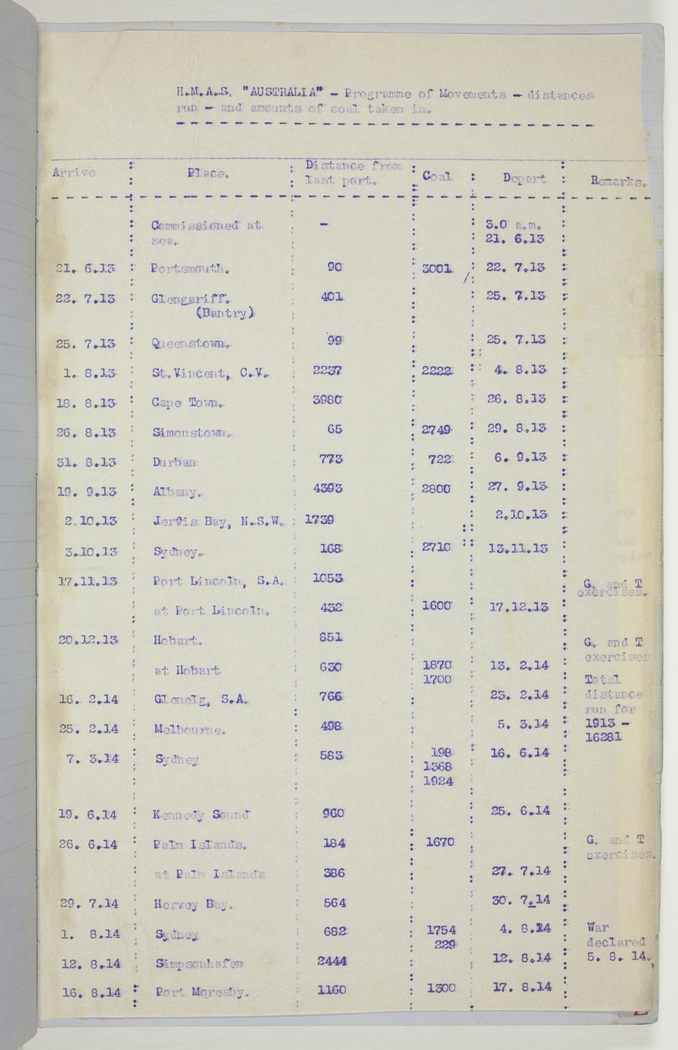 H.M.A.S. "AUSTRALIA" - Programme of Movements - distances
run - and amounts of coal taken in.
Arrive Place. Distance from last port. Coal Depart Remarks.
Commissioned at sea. - 3.0 a.m. 21. 6.13
21. 6.13 Portsmouth. 90 3001 22. 7.13
22. 7.13 Glengariff. (Bantry) 401 25. 7.13
25. 7.13 Queenstown. 99 25. 7.13
1. 8.13 St.Vincent, C.V. 2237 2222 4. 8.13
18. 8.13 Cape Town. 3980 26. 8.13
26. 8.13 Simonstown. 65 2749 29. 8.13
31. 8.13 Durban 773 722 6. 9.13
19. 9.13 Albany. 4393 2800 27. 9.13
2.10.13 Jervis Bay, N.S.W. 1739 2.10.13
3.10.13 Sydney. 168 2710 13.11.13
17.11.13 Port Lincoln, S.A. 1053 G. and T exercises.
at Port Lincoln. 432 1600 17.12.13
20.12.13 Hobart. 851 G. and T exercises
at Hobart 630 1870 13. 2.14
1700 Total
16. 2.14 Glenelg, S.A. 766 23. 2.14 distance
run for
25. 2.14 Melbourne. 498 5. 3.14 1913 -
16281
7. 3.14 Sydney 583 198 16. 6.14
1368
1924
19. 6.14 Kennedy Sound 960 25. 6.14
26. 6.14 Palm Islands. 184 1670 G. and T exercises.
at Palm Islands 386 27. 7.14
29. 7.14 Hervey Bay. 564 30. 7.14
1. 8.14 Sydney 682 1754 4. 8.14 War
229 declared
12. 8.14 Simpsonhafen 2444 12. 8.14 5. 8. 14.
16. 8.14 Port Moresby. 1160 1300 17. 8.14